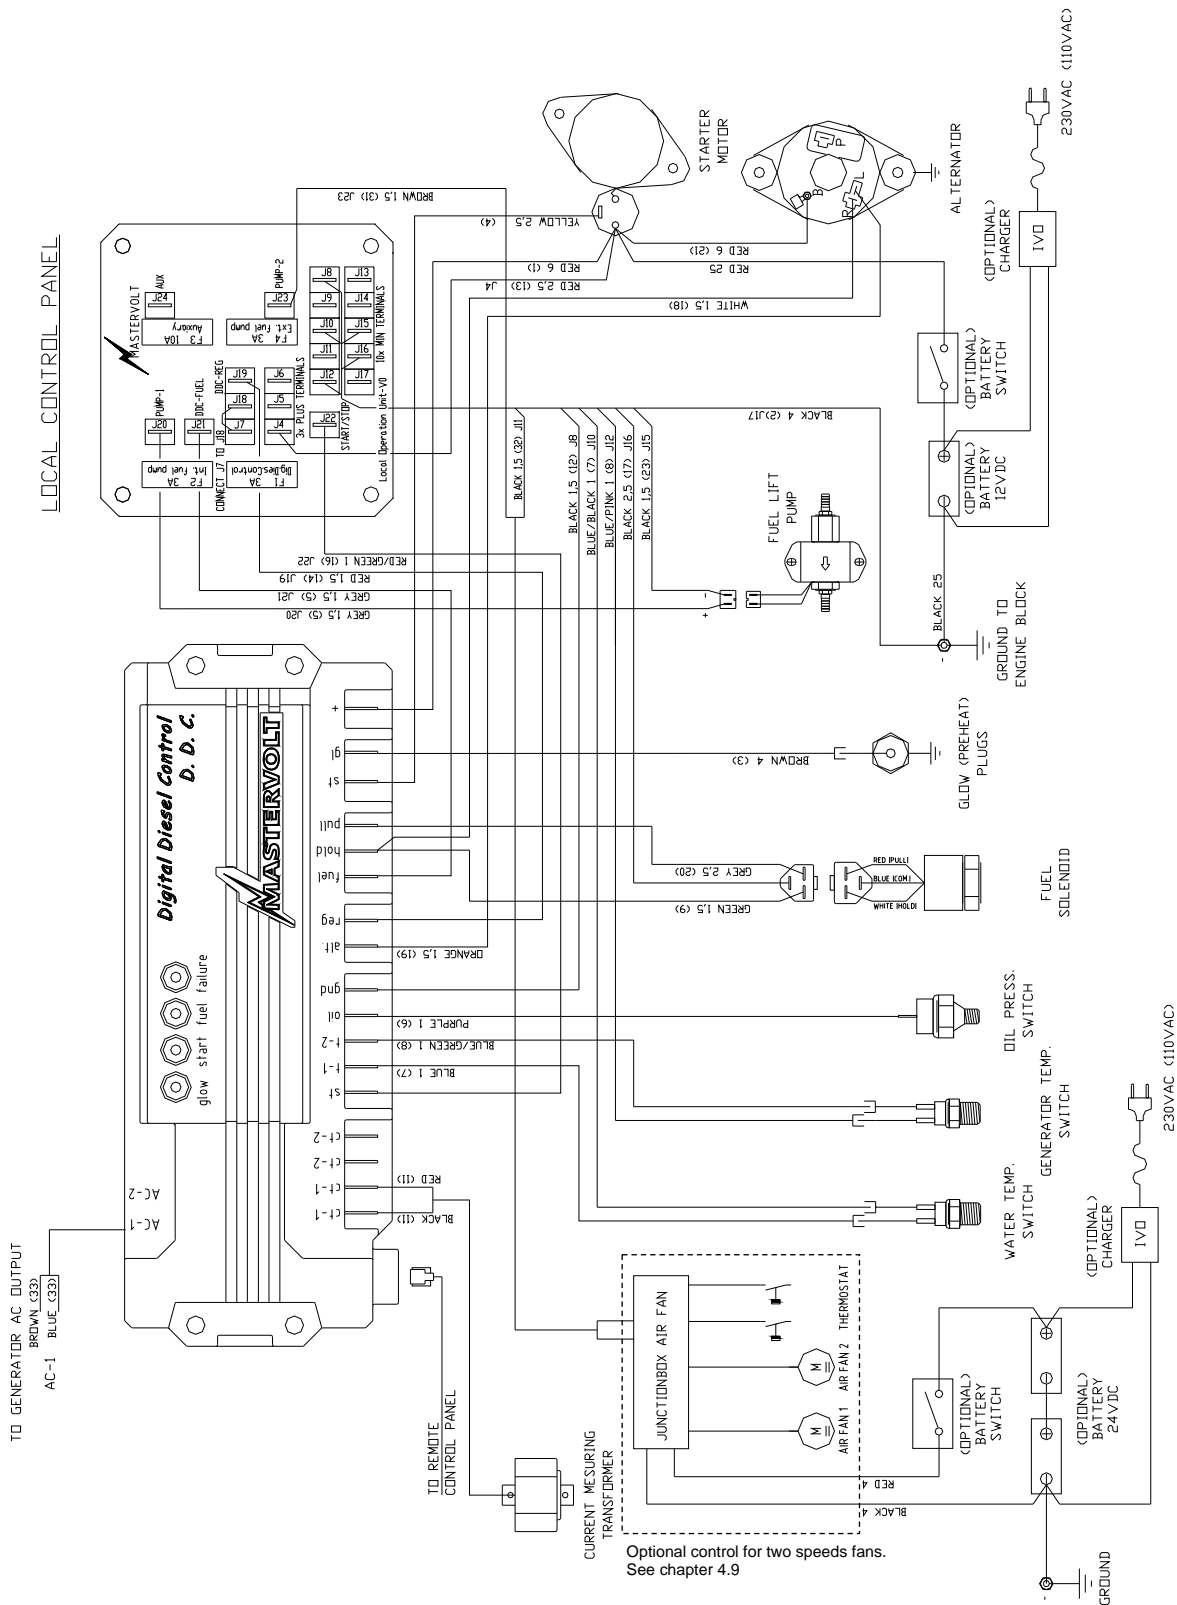 LOCAL CONTROL PANEL
MASTERVOLT
J24
AUX
F3 10A
Auxiary
F4 3A
Ext. Fuel pump
J23
PUMP-2
J20
PUMP-1
J21
DDC-FUEL
F2 3A
Int. Fuel pump
F1 3A
Dig.Dies.Control
CONNECT J7 TO J18
J19
J18
J7
DDC-REG
J6
J5
J4
3x PLUS TERMINALS
J22
START/STOP
J8
J9
J10
J11
J12
J13
J14
J15
J16
J17
10x MIN TERMINALS
Local Operation Unit-V0
BROWN 1,5 (31) J23
YELLOW 2,5 (4)
RED 6 (1)
RED 2,5 (13) J4
RED 6 (21)
RED 25
WHITE 1,5 (18)
STARTER
MOTOR
B
P
R
L
ALTERNATOR
230VAC (110VAC)
IVO
(OPTIONAL)
CHARGER
(OPTIONAL)
BATTERY
SWITCH
(OPIONAL)
BATTERY
12VDC
BLACK 4 (2)J17
BLACK 1,5 (32) J11
BLACK 1,5 (12) J8
BLUE/BLACK 1 (7) J10
BLUE/PINK 1 (8) J12
BLACK 2,5 (17) J16
BLACK 1,5 (23) J15
FUEL LIFT
PUMP
-
+
BLACK 25
-
GROUND TO
ENGINE BLOCK
RED/GREEN 1 (16) J22
RED 1,5 (14) J19
GREY 1,5 (5) J21
GREY 1,5 (5) J20
Digital Diesel Control
D. D. C.
MASTERVOLT
glow start fuel failure
+
gl
st
pull
hold
fuel
reg
alt.
gnd
oil
t-2
t-1
st
ct-2
ct-2
ct-1
ct-1
AC-2
AC-1
BROWN 4 (3)
GLOW (PREHEAT)
PLUGS
GREY 2,5 (20)
GREEN 1,5 (9)
RED (PULL)
BLUE (COM)
WHITE (HOLD)
FUEL
SOLENOID
ORANGE 1,5 (19)
PURPLE 1 (6)
BLUE/GREEN 1 (8)
BLUE 1 (7)
RED (11)
BLACK (11)
OIL PRESS.
SWITCH
GENERATOR TEMP.
SWITCH
WATER TEMP.
SWITCH
TO GENERATOR AC OUTPUT
BROWN (33)
AC-1 BLUE (33)
TO REMOTE
CONTROL PANEL
CURRENT MESURING
TRANSFORMER
JUNCTIONBOX AIR FAN
M
AIR FAN 1
M
AIR FAN 2
THERMOSTAT
RED 4
BLACK 4
Optional control for two speeds fans.
See chapter 4.9
230VAC (110VAC)
IVO
(OPTIONAL)
CHARGER
(OPTIONAL)
BATTERY
SWITCH
(OPIONAL)
BATTERY
24VDC
-
GROUND